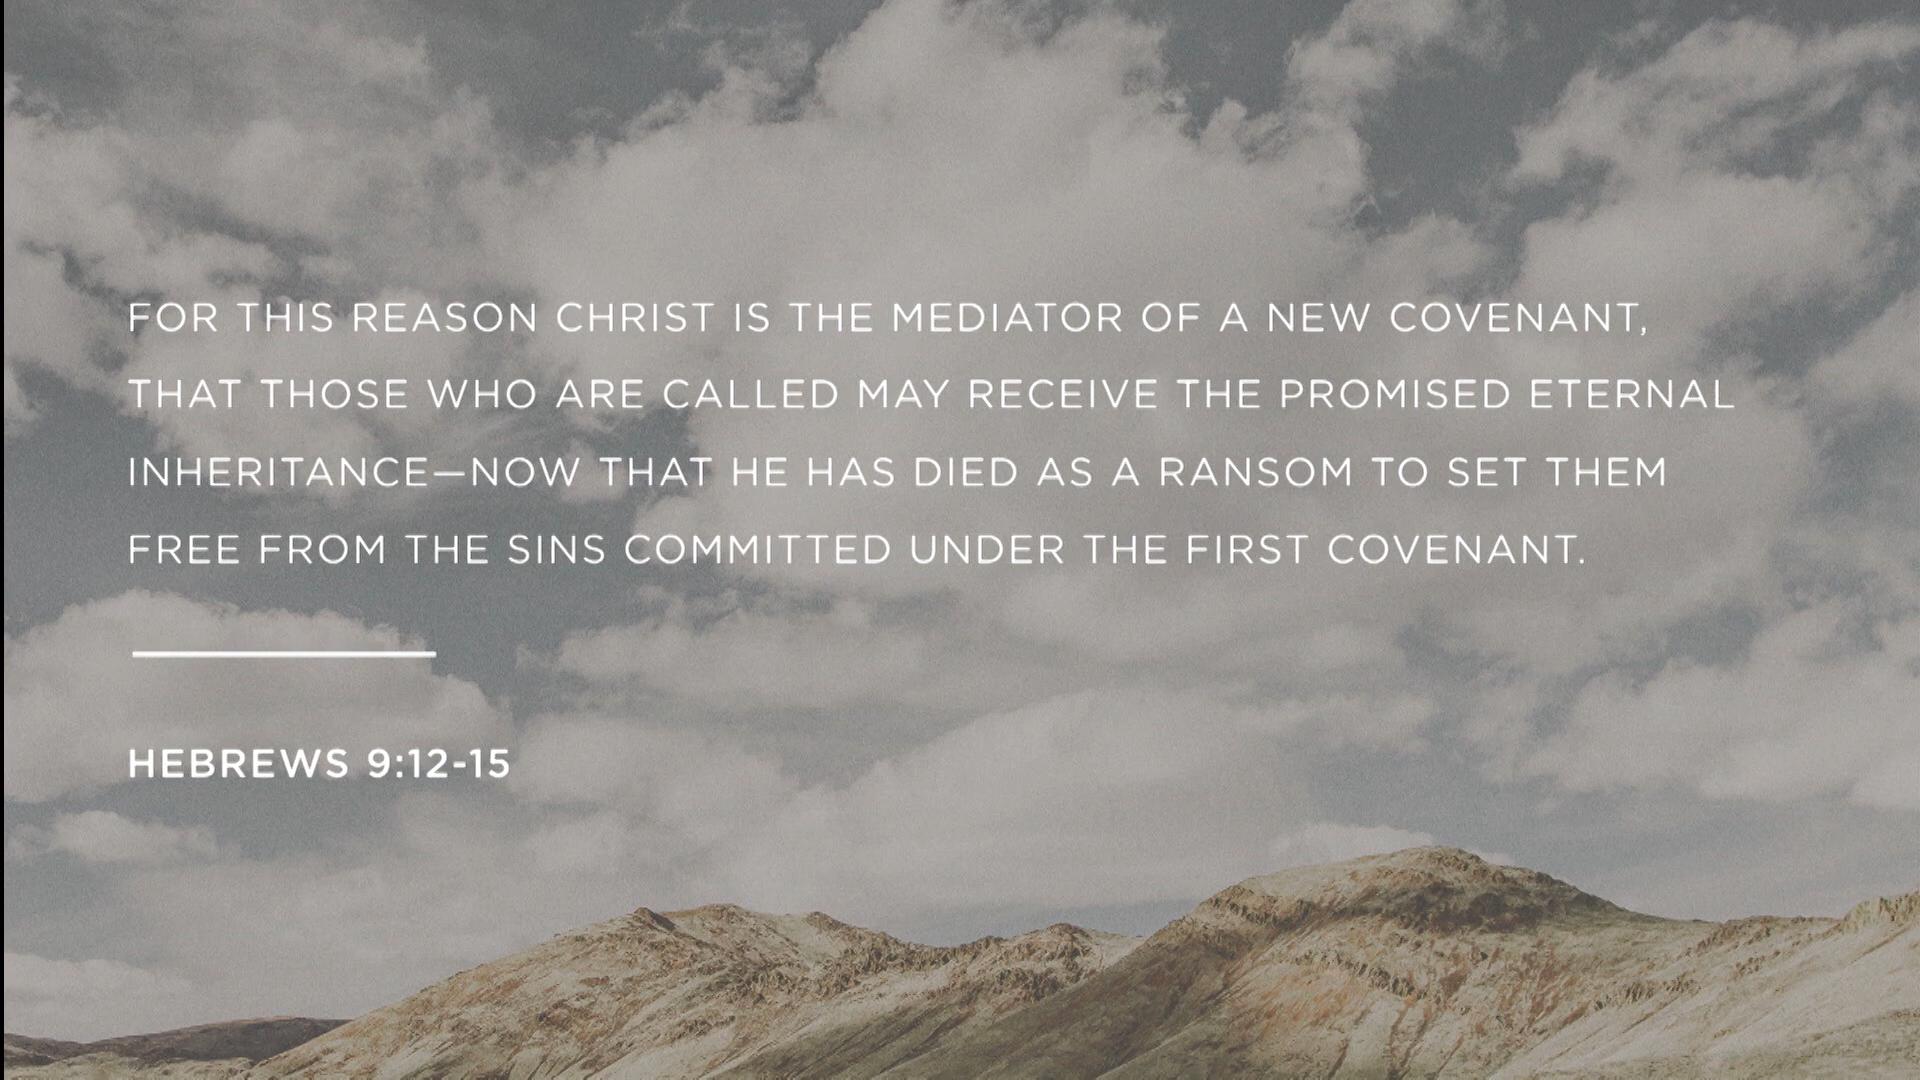 FOR THIS REASON CHRIST IS THE MEDIATOR OF A NEW COVENANT,
THAT THOSE WHO ARE CALLED MAY RECEIVE THE PROMISED ETERNAL
INHERITANCE—NOW THAT HE HAS DIED AS A RANSOM TO SET THEM
FREE FROM THE SINS COMMITTED UNDER THE FIRST COVENANT.
HEBREWS 9:12-15